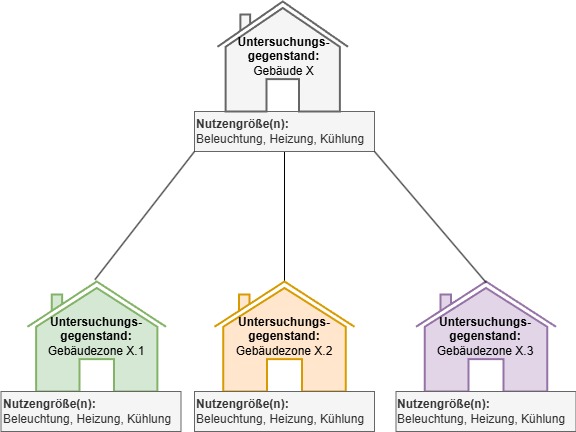 Untersuchungs-
gegenstand:
Gebäude X
Nutzengröße(n):
Beleuchtung, Heizung, Kühlung
Untersuchungs-
gegenstand:
Gebäudezone X.1
Nutzengröße(n):
Beleuchtung, Heizung, Kühlung
Untersuchungs-
gegenstand:
Gebäudezone X.2
Nutzengröße(n):
Beleuchtung, Heizung, Kühlung
Untersuchungs-
gegenstand:
Gebäudezone X.3
Nutzengröße(n):
Beleuchtung, Heizung, Kühlung